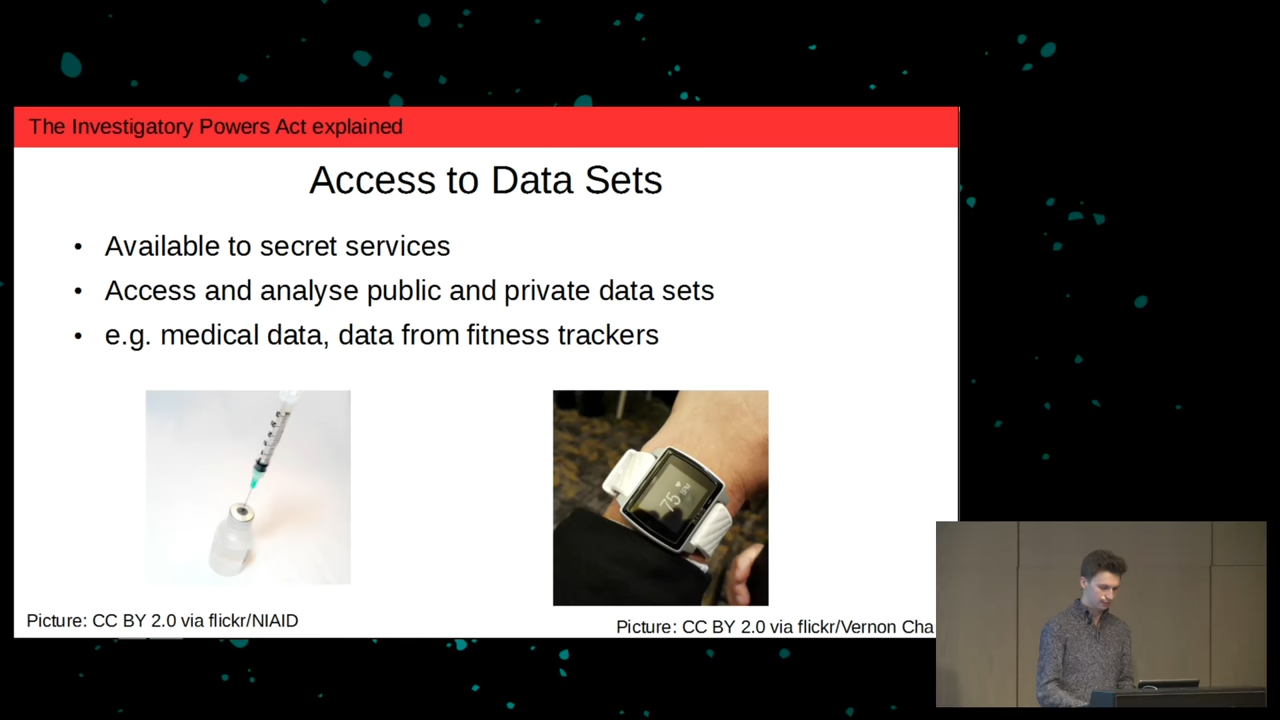 The Investigatory Powers Act explained
Access to Data Sets
• Available to secret services
• Access and analyse public and private data sets
• e.g. medical data, data from fitness trackers
75
Picture: CC BY 2.0 via flickr/NIAID
Picture: CC BY 2.0 via flickr/Vernon Cha